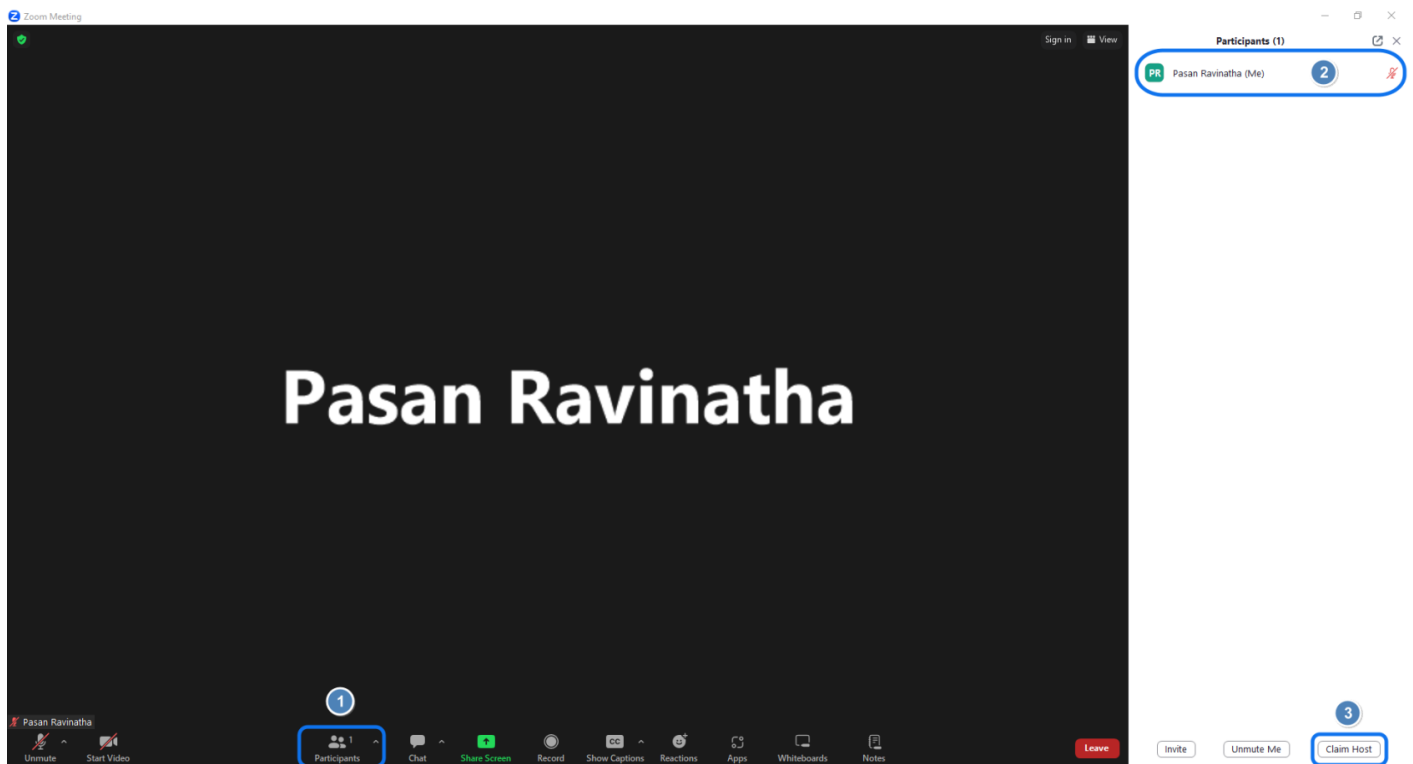 Zoom Meeting
Sign in View
Participants (1)
PR Pasan Ravinatha (Me) 2
Pasan Ravinatha
1
3
Pasan Ravinatha
1
CC
Unmute Start Video Participants Chat Share Screen Record Show Captions Reactions Apps Whiteboards Notes Leave
Invite Unmute Me Claim Host